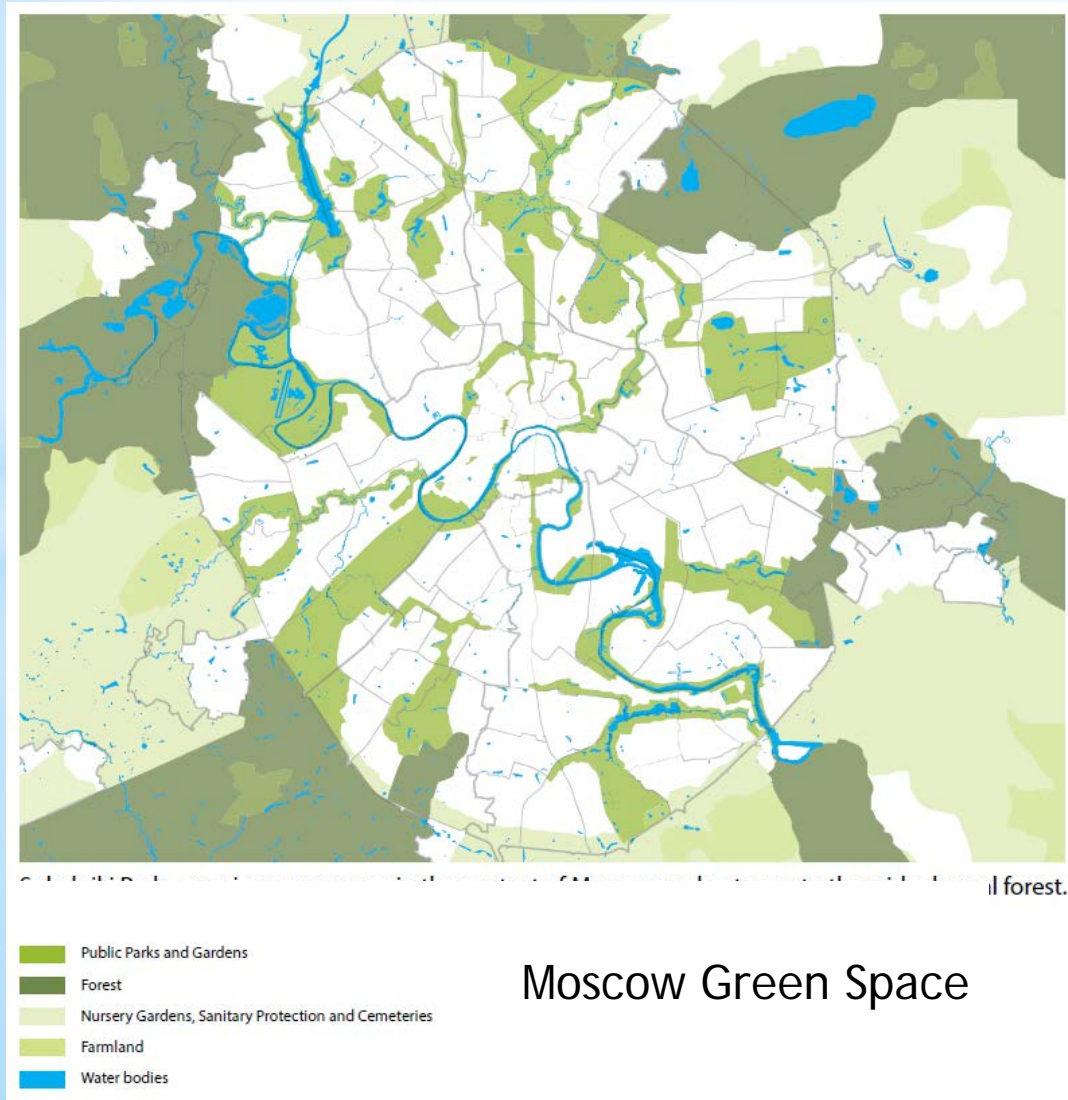 l forest.
Public Parks and Gardens
Forest
Nursery Gardens, Sanitary Protection and Cemeteries
Farmland
Water bodies
Moscow Green Space